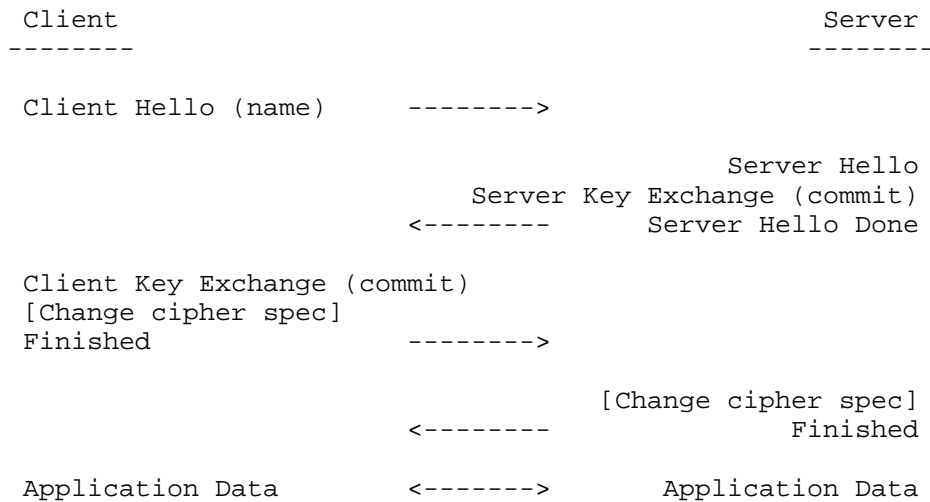 Client                                            Server
--------                                          --------
Client Hello (name)     -------->
Server Hello
Server Key Exchange (commit)
<--------      Server Hello Done
Client Key Exchange (commit)
[Change cipher spec]
Finished                -------->
[Change cipher spec]
<--------               Finished
Application Data        <------->       Application Data